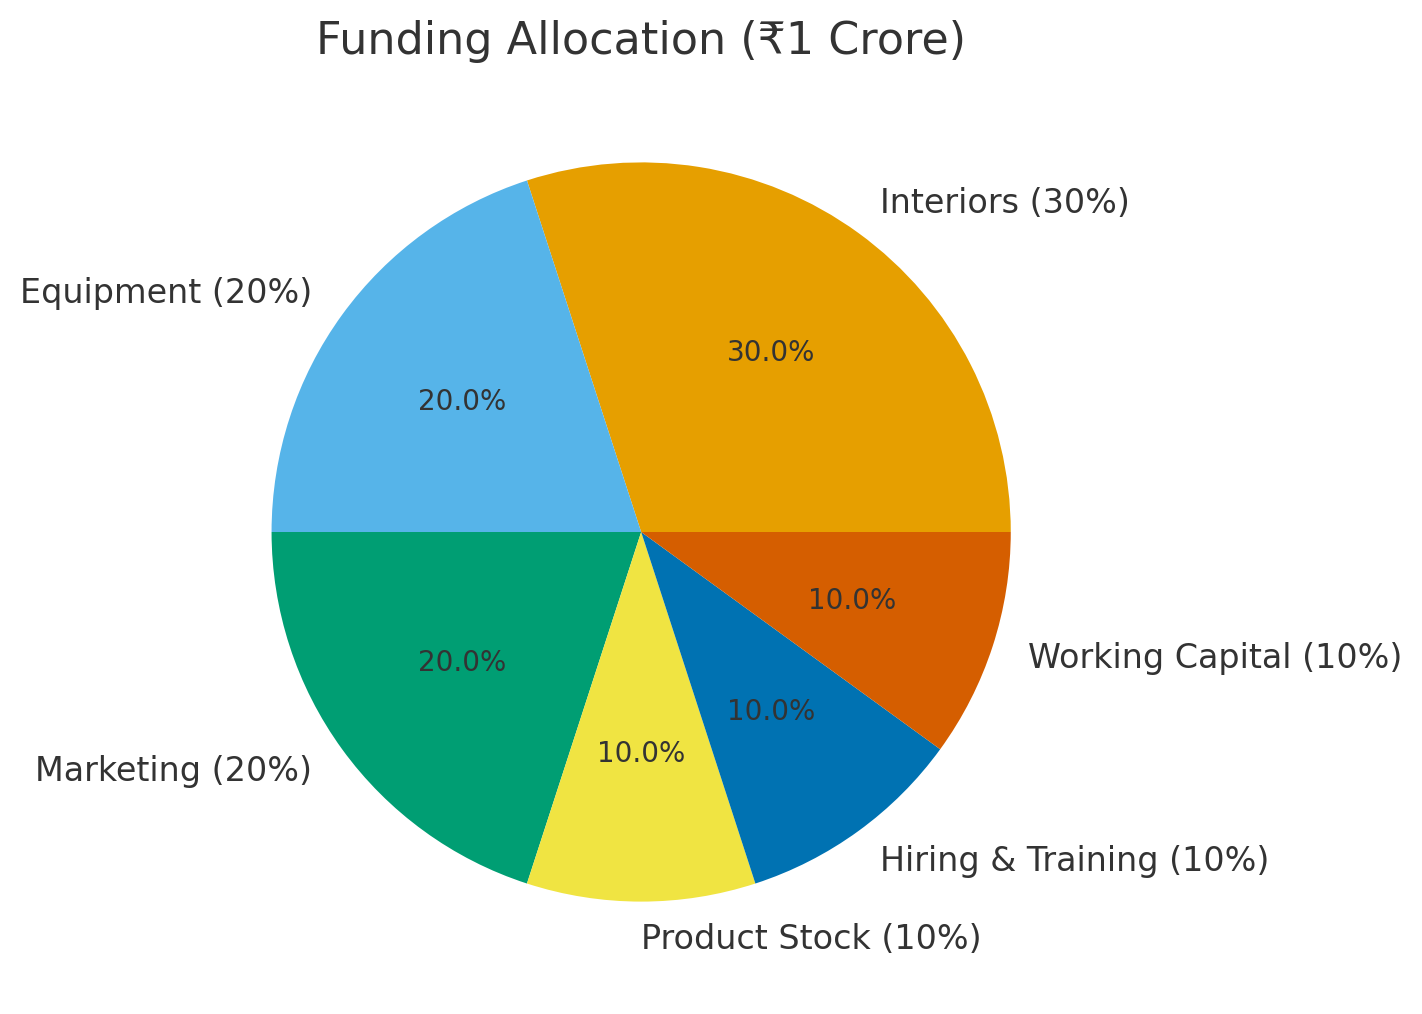 Funding Allocation (₹1 Crore)
Interiors (30%)
Equipment (20%)
30.0%
20.0%
10.0%
Working Capital (10%)
20.0%
10.0%
10.0%
Marketing (20%)
Hiring & Training (10%)
Product Stock (10%)